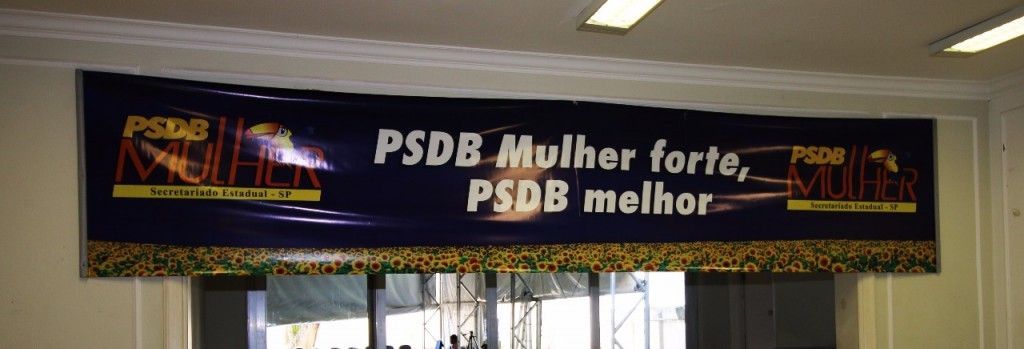 PSDB
MULHER
Secretariado Estadual - SP
PSDB Mulher forte,
PSDB melhor
PSDB
MULHER
Secretariado Estadual - SP